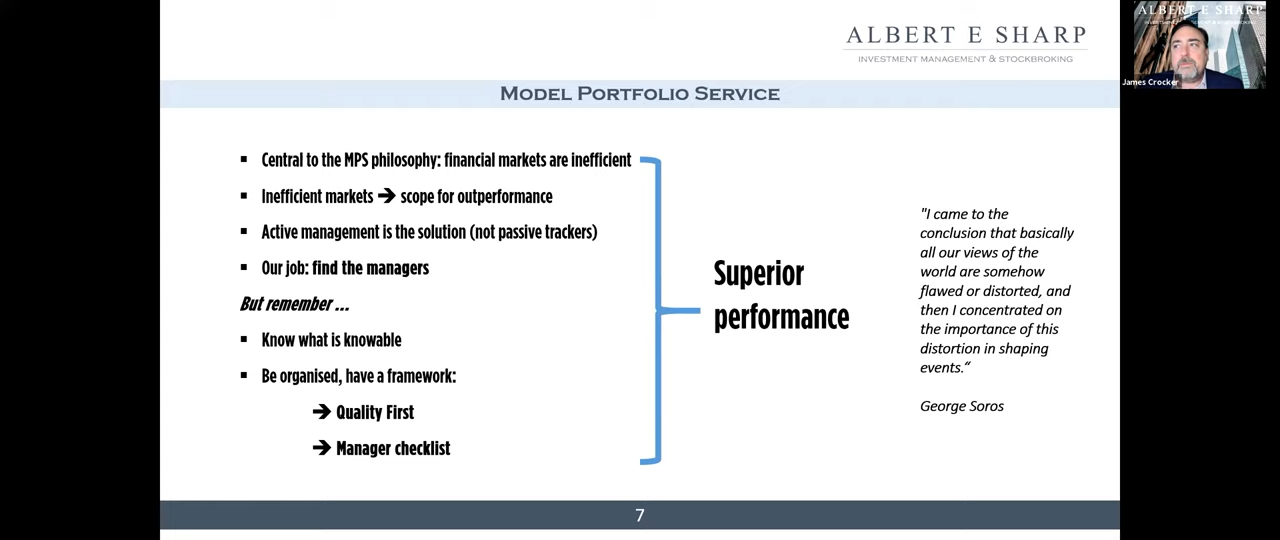 ALBERT E SHARP
INVESTMENT MANAGEMENT & STOCKBROKING
MODEL PORTFOLIO SERVICE
▪ Central to the MPS philosophy: financial markets are inefficient
▪ Inefficient markets ➔ scope for outperformance
▪ Active management is the solution (not passive trackers)
▪ Our job: find the managers
But remember ...
▪ Know what is knowable
▪ Be organised, have a framework:
➔ Quality First
➔ Manager checklist
Superior
performance
"I came to the
conclusion that basically
all our views of the
world are somehow
flawed or distorted, and
then I concentrated on
the importance of this
distortion in shaping
events.“
George Soros
7
ALBERT E SHARP
James Crocker